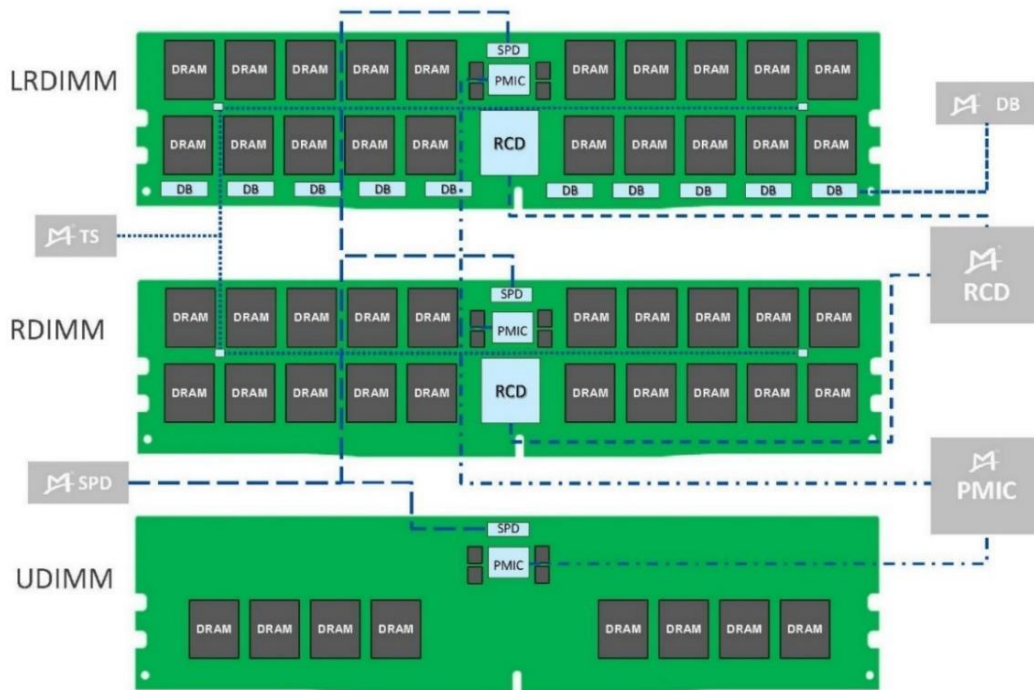 LRDIMM
SPD
DRAM DRAM DRAM DRAM DRAM PMIC DRAM DRAM DRAM DRAM DRAM
DB
DRAM DRAM DRAM DRAM DRAM RCD DRAM DRAM DRAM DRAM DRAM
DB DB DB DB DB DB DB DB DB DB
TS
RCD
RDIMM
SPD
DRAM DRAM DRAM DRAM DRAM PMIC DRAM DRAM DRAM DRAM DRAM
DRAM DRAM DRAM DRAM DRAM RCD DRAM DRAM DRAM DRAM DRAM
SPD
PMIC
UDIMM
SPD
PMIC
DRAM DRAM DRAM DRAM DRAM DRAM DRAM DRAM